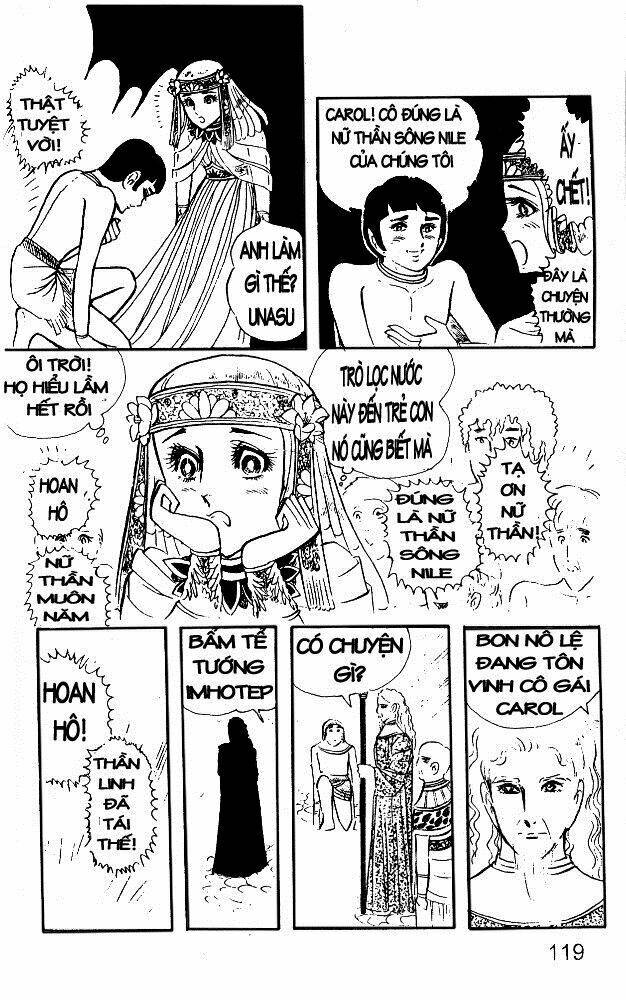 THẬT
TUYỆT
VỜI!
ANH LÀM
GÌ THẾ?
UNASU
CAROL! CÔ ĐÚNG LÀ
NỮ THẦN SÔNG NILE
CỦA CHÚNG TÔI
ẤY
CHẾT!
ĐÂY LÀ
CHUYỆN
THƯỜNG
MÀ
ÔI TRỜI!
HỌ HIỂU LẦM
HẾT RỒI
TRÒ LỌC NƯỚC
NÀY ĐẾN TRẺ CON
NÓ CŨNG BIẾT MÀ
HOAN
HÔ
NỮ
THẦN
MUÔN
NĂM
ĐÚNG
LÀ NỮ
THẦN
SÔNG
NILE
TẠ
ƠN
NỮ
THẦN!
HOAN
HÔ!
THẦN
LINH
ĐÃ
TÁI
THẾ!
BẨM TỂ
TƯỚNG
IMHOTEP
CÓ CHUYỆN
GÌ?
BON NÔ LỆ
ĐANG TÔN
VINH CÔ GÁI
CAROL
119